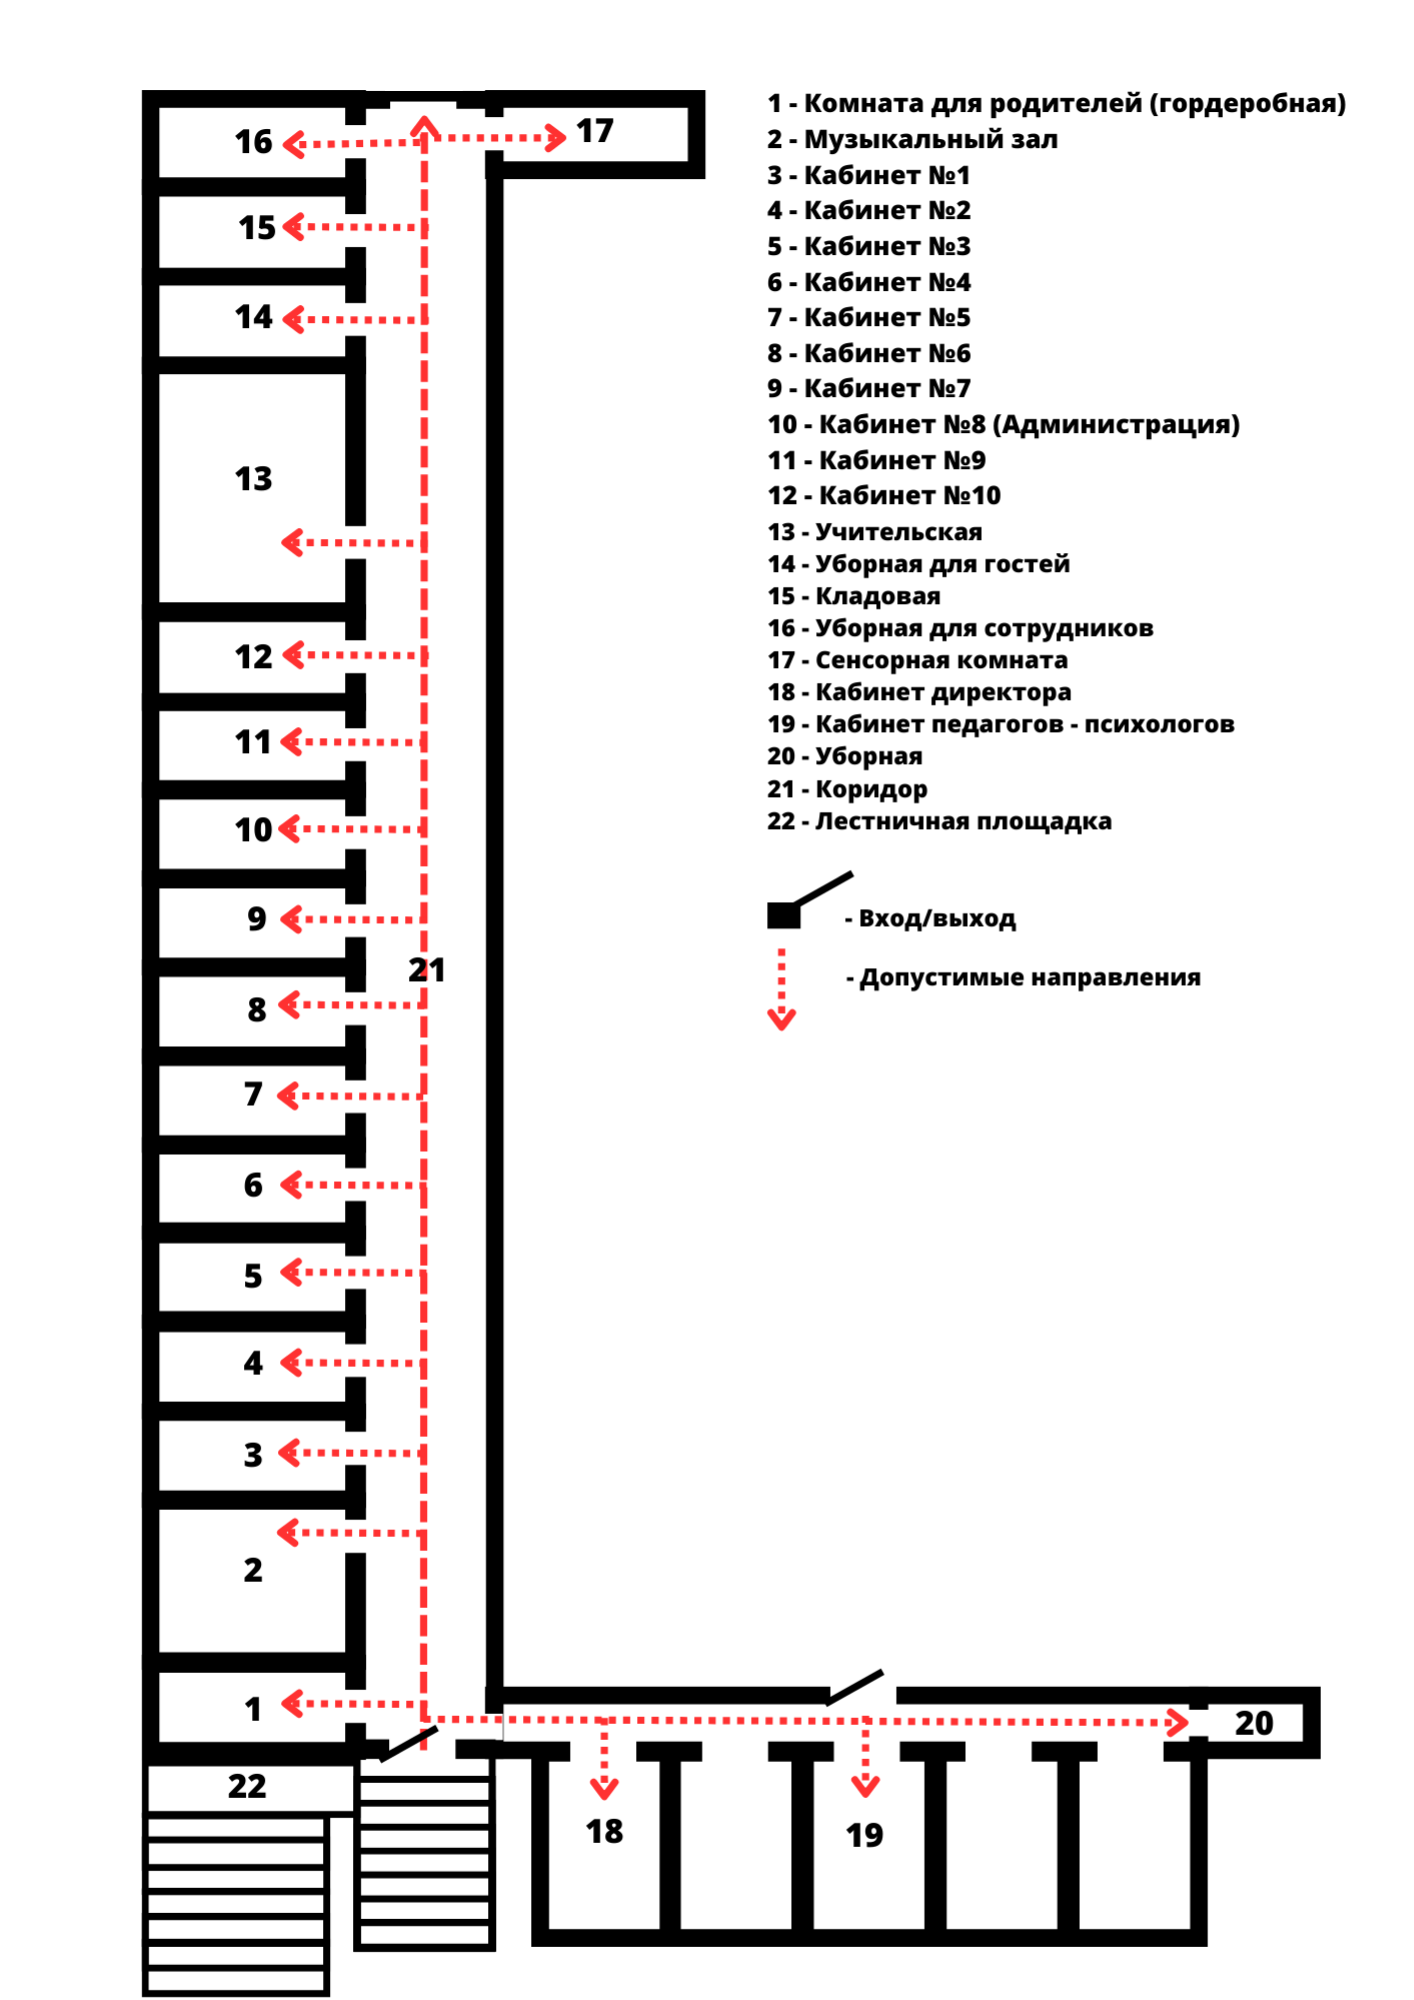 1 - Комната для родителей (гордеробная)
2 - Музыкальный зал
3 - Кабинет №1
4 - Кабинет №2
5 - Кабинет №3
6 - Кабинет №4
7 - Кабинет №5
8 - Кабинет №6
9 - Кабинет №7
10 - Кабинет №8 (Администрация)
11 - Кабинет №9
12 - Кабинет №10
13 - Учительская
14 - Уборная для гостей
15 - Кладовая
16 - Уборная для сотрудников
17 - Сенсорная комната
18 - Кабинет директора
19 - Кабинет педагогов - психологов
20 - Уборная
21 - Коридор
22 - Лестничная площадка
- Вход/выход
- Допустимые направления
16
17
15
14
13
12
11
10
9
21
8
7
6
5
4
3
2
1
20
22
18
19